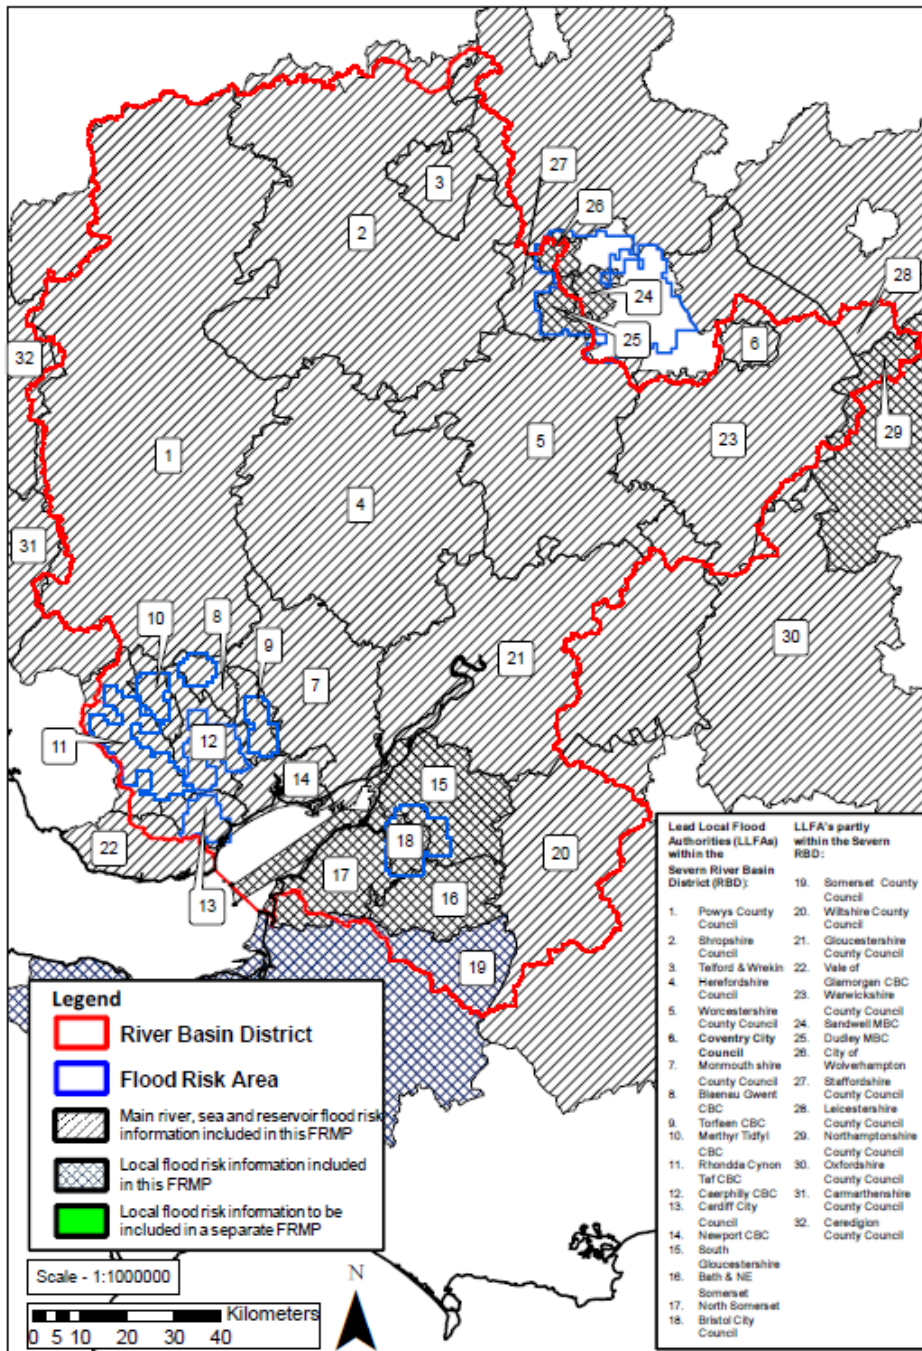 27
3
26
2
28
24
25
6
32
29
1
5
23
4
31
10
8
9
30
21
7
12
11
14
15
18
22
20
17
16
13
19
Lead Local Flood Authorities (LLFAs) within the Severn River Basin District (RBD):
1. Powys County Council
2. Shropshire Council
3. Telford & Wrekin
4. Herefordshire Council
5. Worcestershire County Council
6. Coventry City Council
7. Monmouth shire County Council
8. Blaenau Gwent CBC
9. Torfaen CBC
10. Merthyr Tidfyl CBC
11. Rhondda Cynon Taf CBC
12. Caerphilly CBC
13. Cardiff City Council
14. Newport CBC
15. South Gloucestershire
16. Bath & NE Somerset
17. North Somerset
18. Bristol City Council
LLFA's partly within the Severn RBD:
19. Somerset County Council
20. Wiltshire County Council
21. Gloucestershire County Council
22. Vale of Glamorgan CBC
23. Warwickshire County Council
24. Sandwell MBC
25. Dudley MBC
26. City of Wolverhampton
27. Staffordshire County Council
28. Leicestershire County Council
29. Northamptonshire County Council
30. Oxfordshire County Council
31. Carmarthenshire County Council
32. Ceredigion County Council
Legend
River Basin District
Flood Risk Area
Main river, sea and reservoir flood risk
information included in this FRMP
Local flood risk information included
in this FRMP
Local flood risk information to be
included in a separate FRMP
Scale - 1:1000000
N
Kilometers
0 5 10 20 30 40